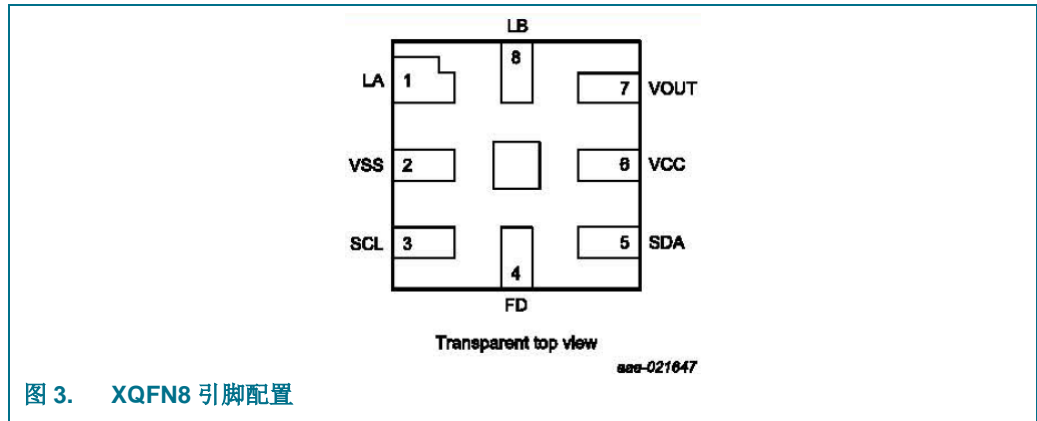 LB
8
LA 1
7 VOUT
VSS 2
6 VCC
SCL 3
5 SDA
4
FD
Transparent top view
aaa-021647
图 3. XQFN8 引脚配置